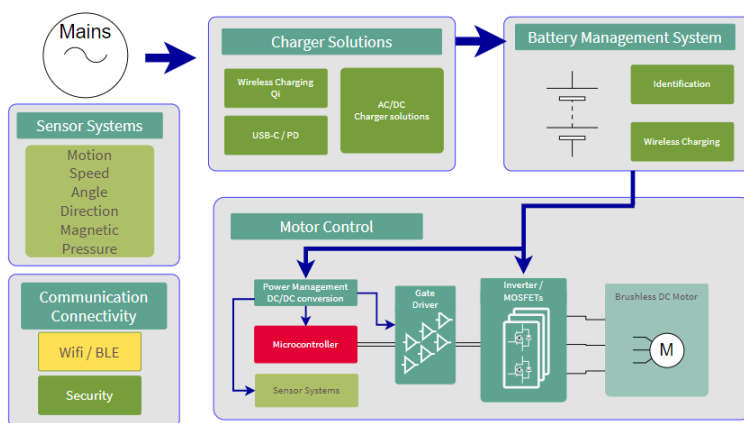 Mains
Charger Solutions
Wireless Charging
Qi
USB-C / PD
AC/DC
Charger solutions
Battery Management System
Identification
Wireless Charging
Sensor Systems
Motion
Speed
Angle
Direction
Magnetic
Pressure
Communication
Connectivity
Wifi / BLE
Security
Motor Control
Power Management
DC/DC conversion
Microcontroller
Sensor Systems
Gate
Driver
Inverter /
MOSFETs
Brushless DC Motor
M